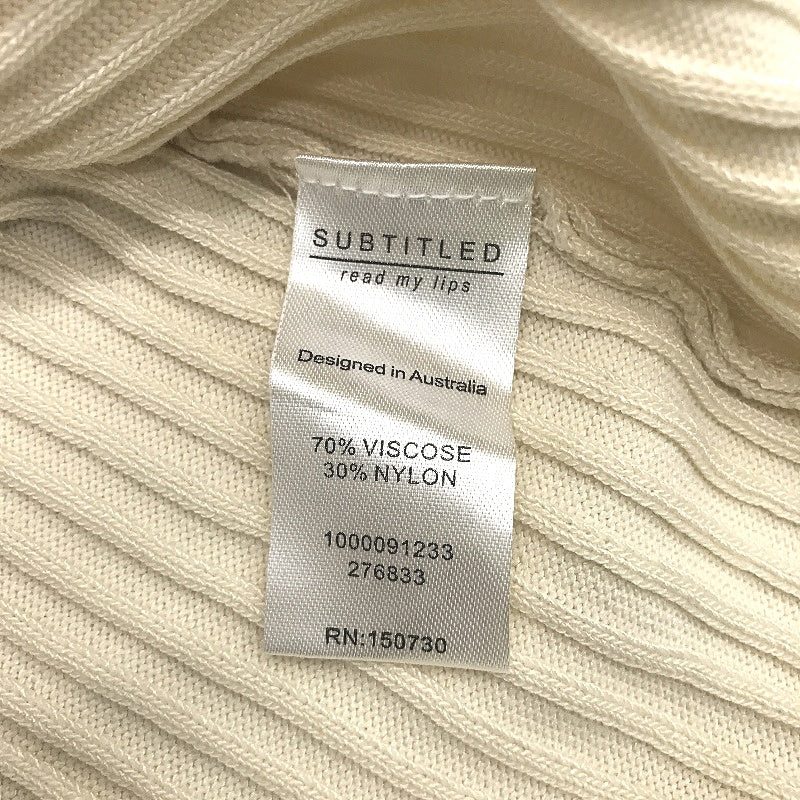 SUBTITLED
read my lips
Designed in Australia
70% VISCOSE
30% NYLON
1000091233
276833
RN:150730